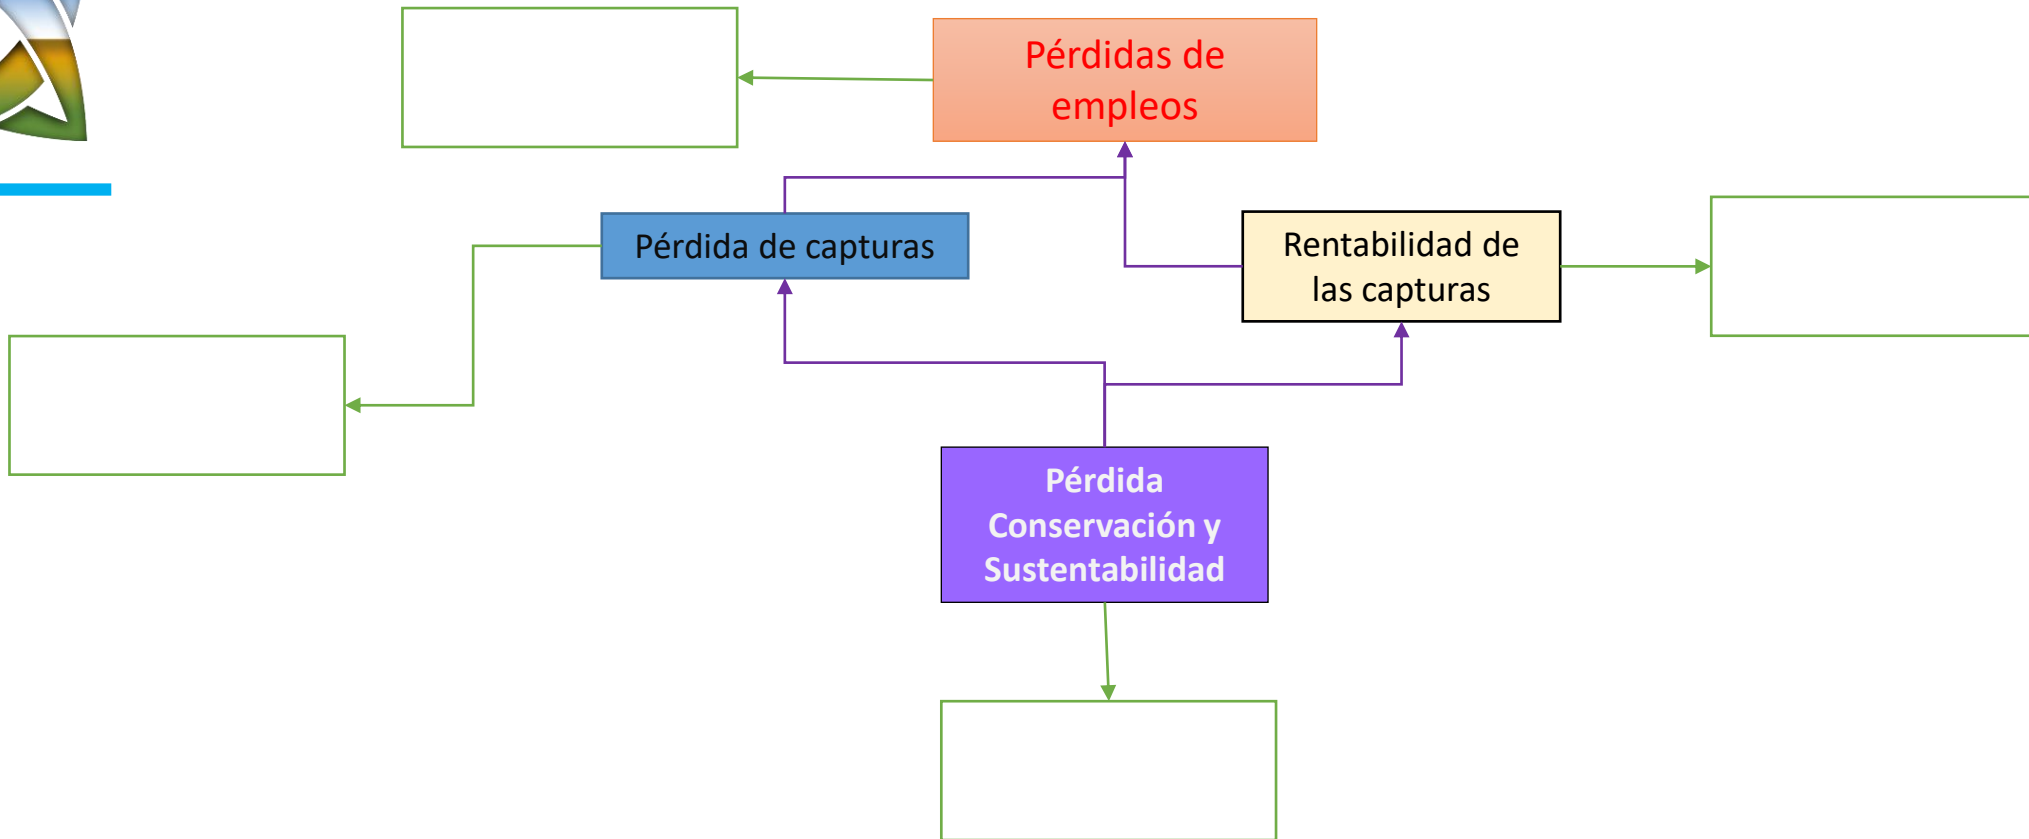 Pérdidas de
empleos
Pérdida de capturas
Rentabilidad de
las capturas
Pérdida
Conservación y
Sustentabilidad